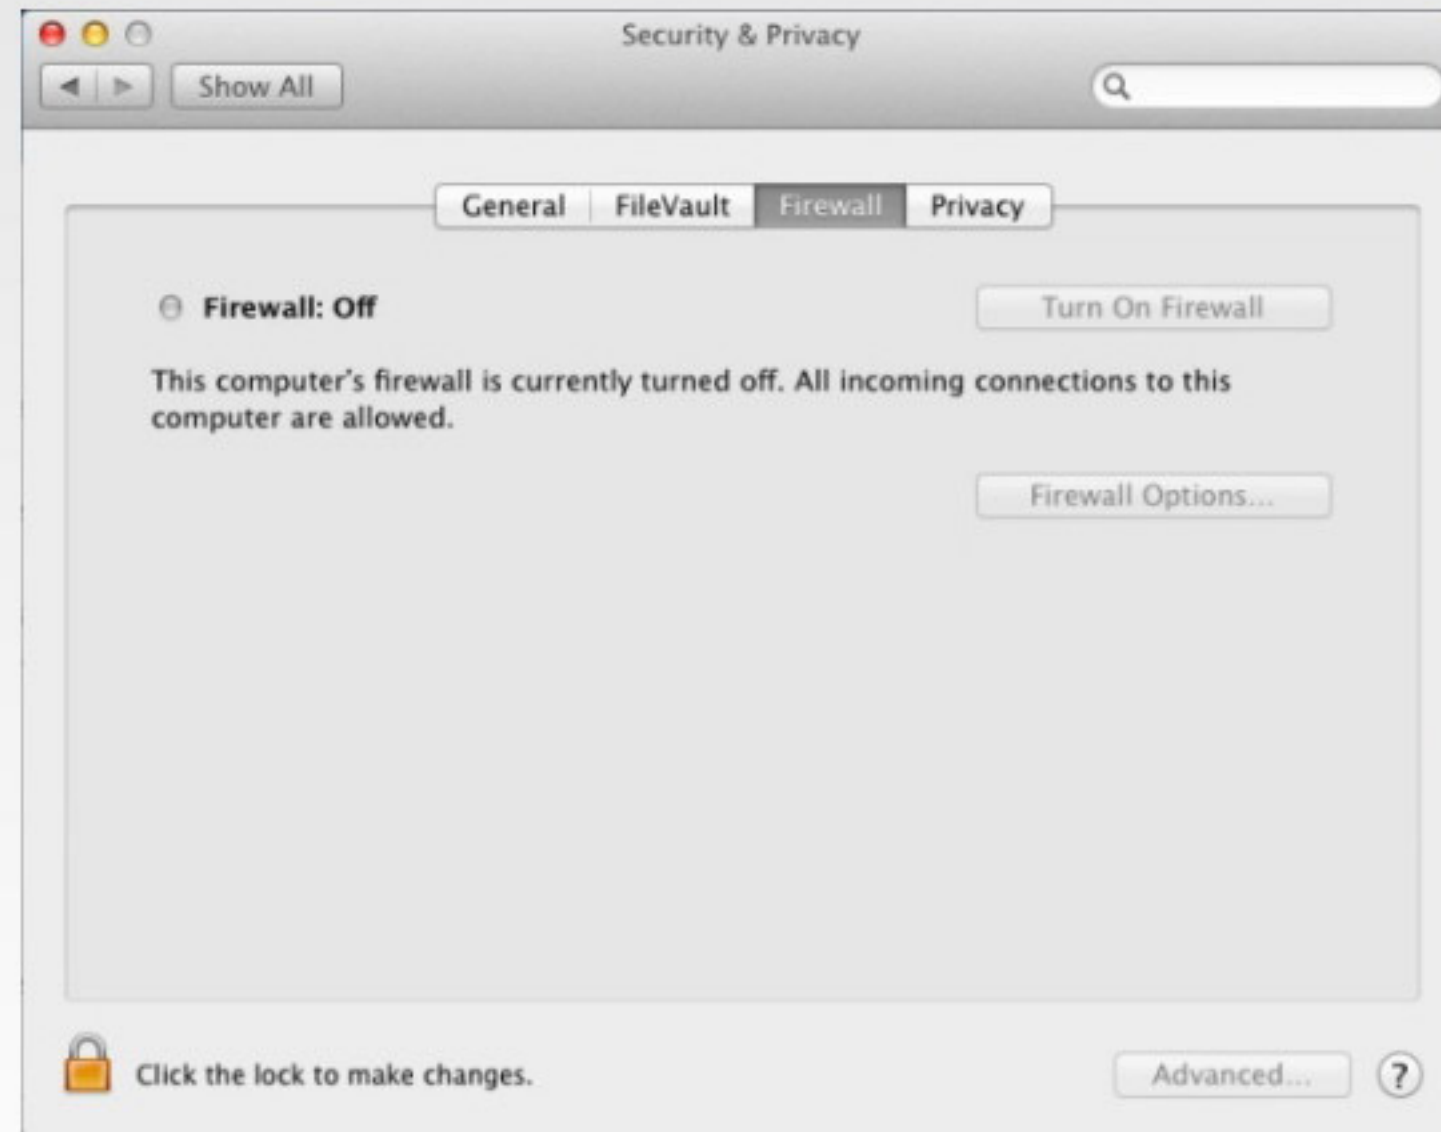 Security & Privacy
Show All
General FileVault Firewall Privacy
Firewall: Off
Turn On Firewall
This computer's firewall is currently turned off. All incoming connections to this
computer are allowed.
Firewall Options...
Click the lock to make changes.
Advanced...
?